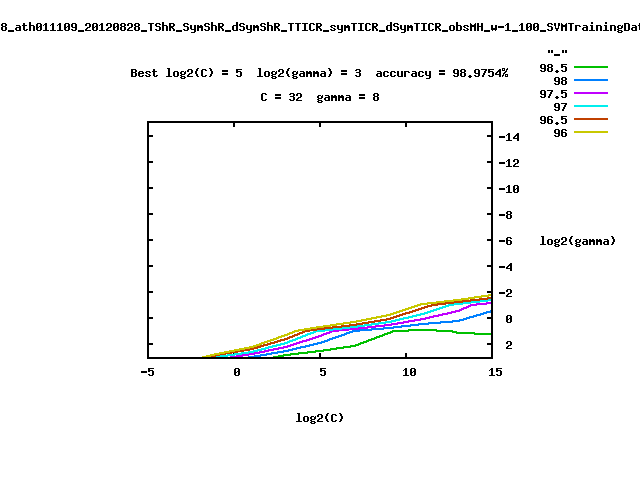 8_ath011109_20120828_TShR_SymShR_dSymShR_TTICR_symTICR_dSymTICR_obsMH_w-1_100_SVMTrainingDat
"_"
Best log2(C) = 5 log2(gamma) = 3 accuracy = 98.9754%
98.5
98
C = 32 gamma = 8
97.5
97
96.5
96
-14
-12
-10
-8
-6
log2(gamma)
-4
-2
0
2
-5 0 5 10 15
log2(C)